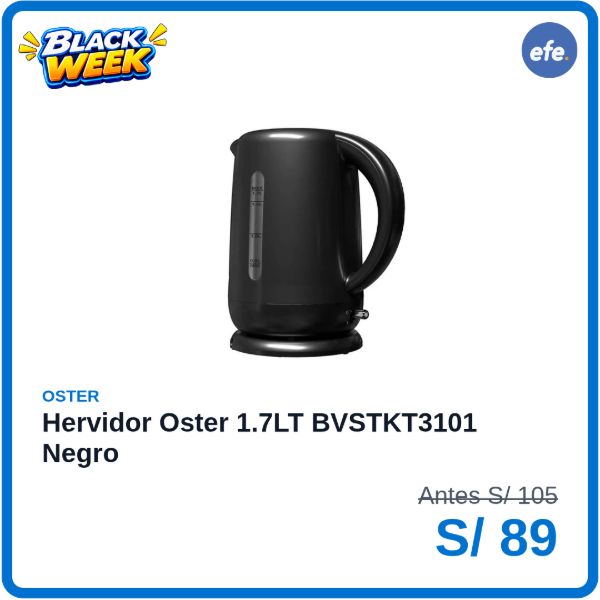 BLACK
WEEK
efe.
OSTER
Hervidor Oster 1.7LT BVSTKT3101
Negro
Antes S/ 105
S/ 89